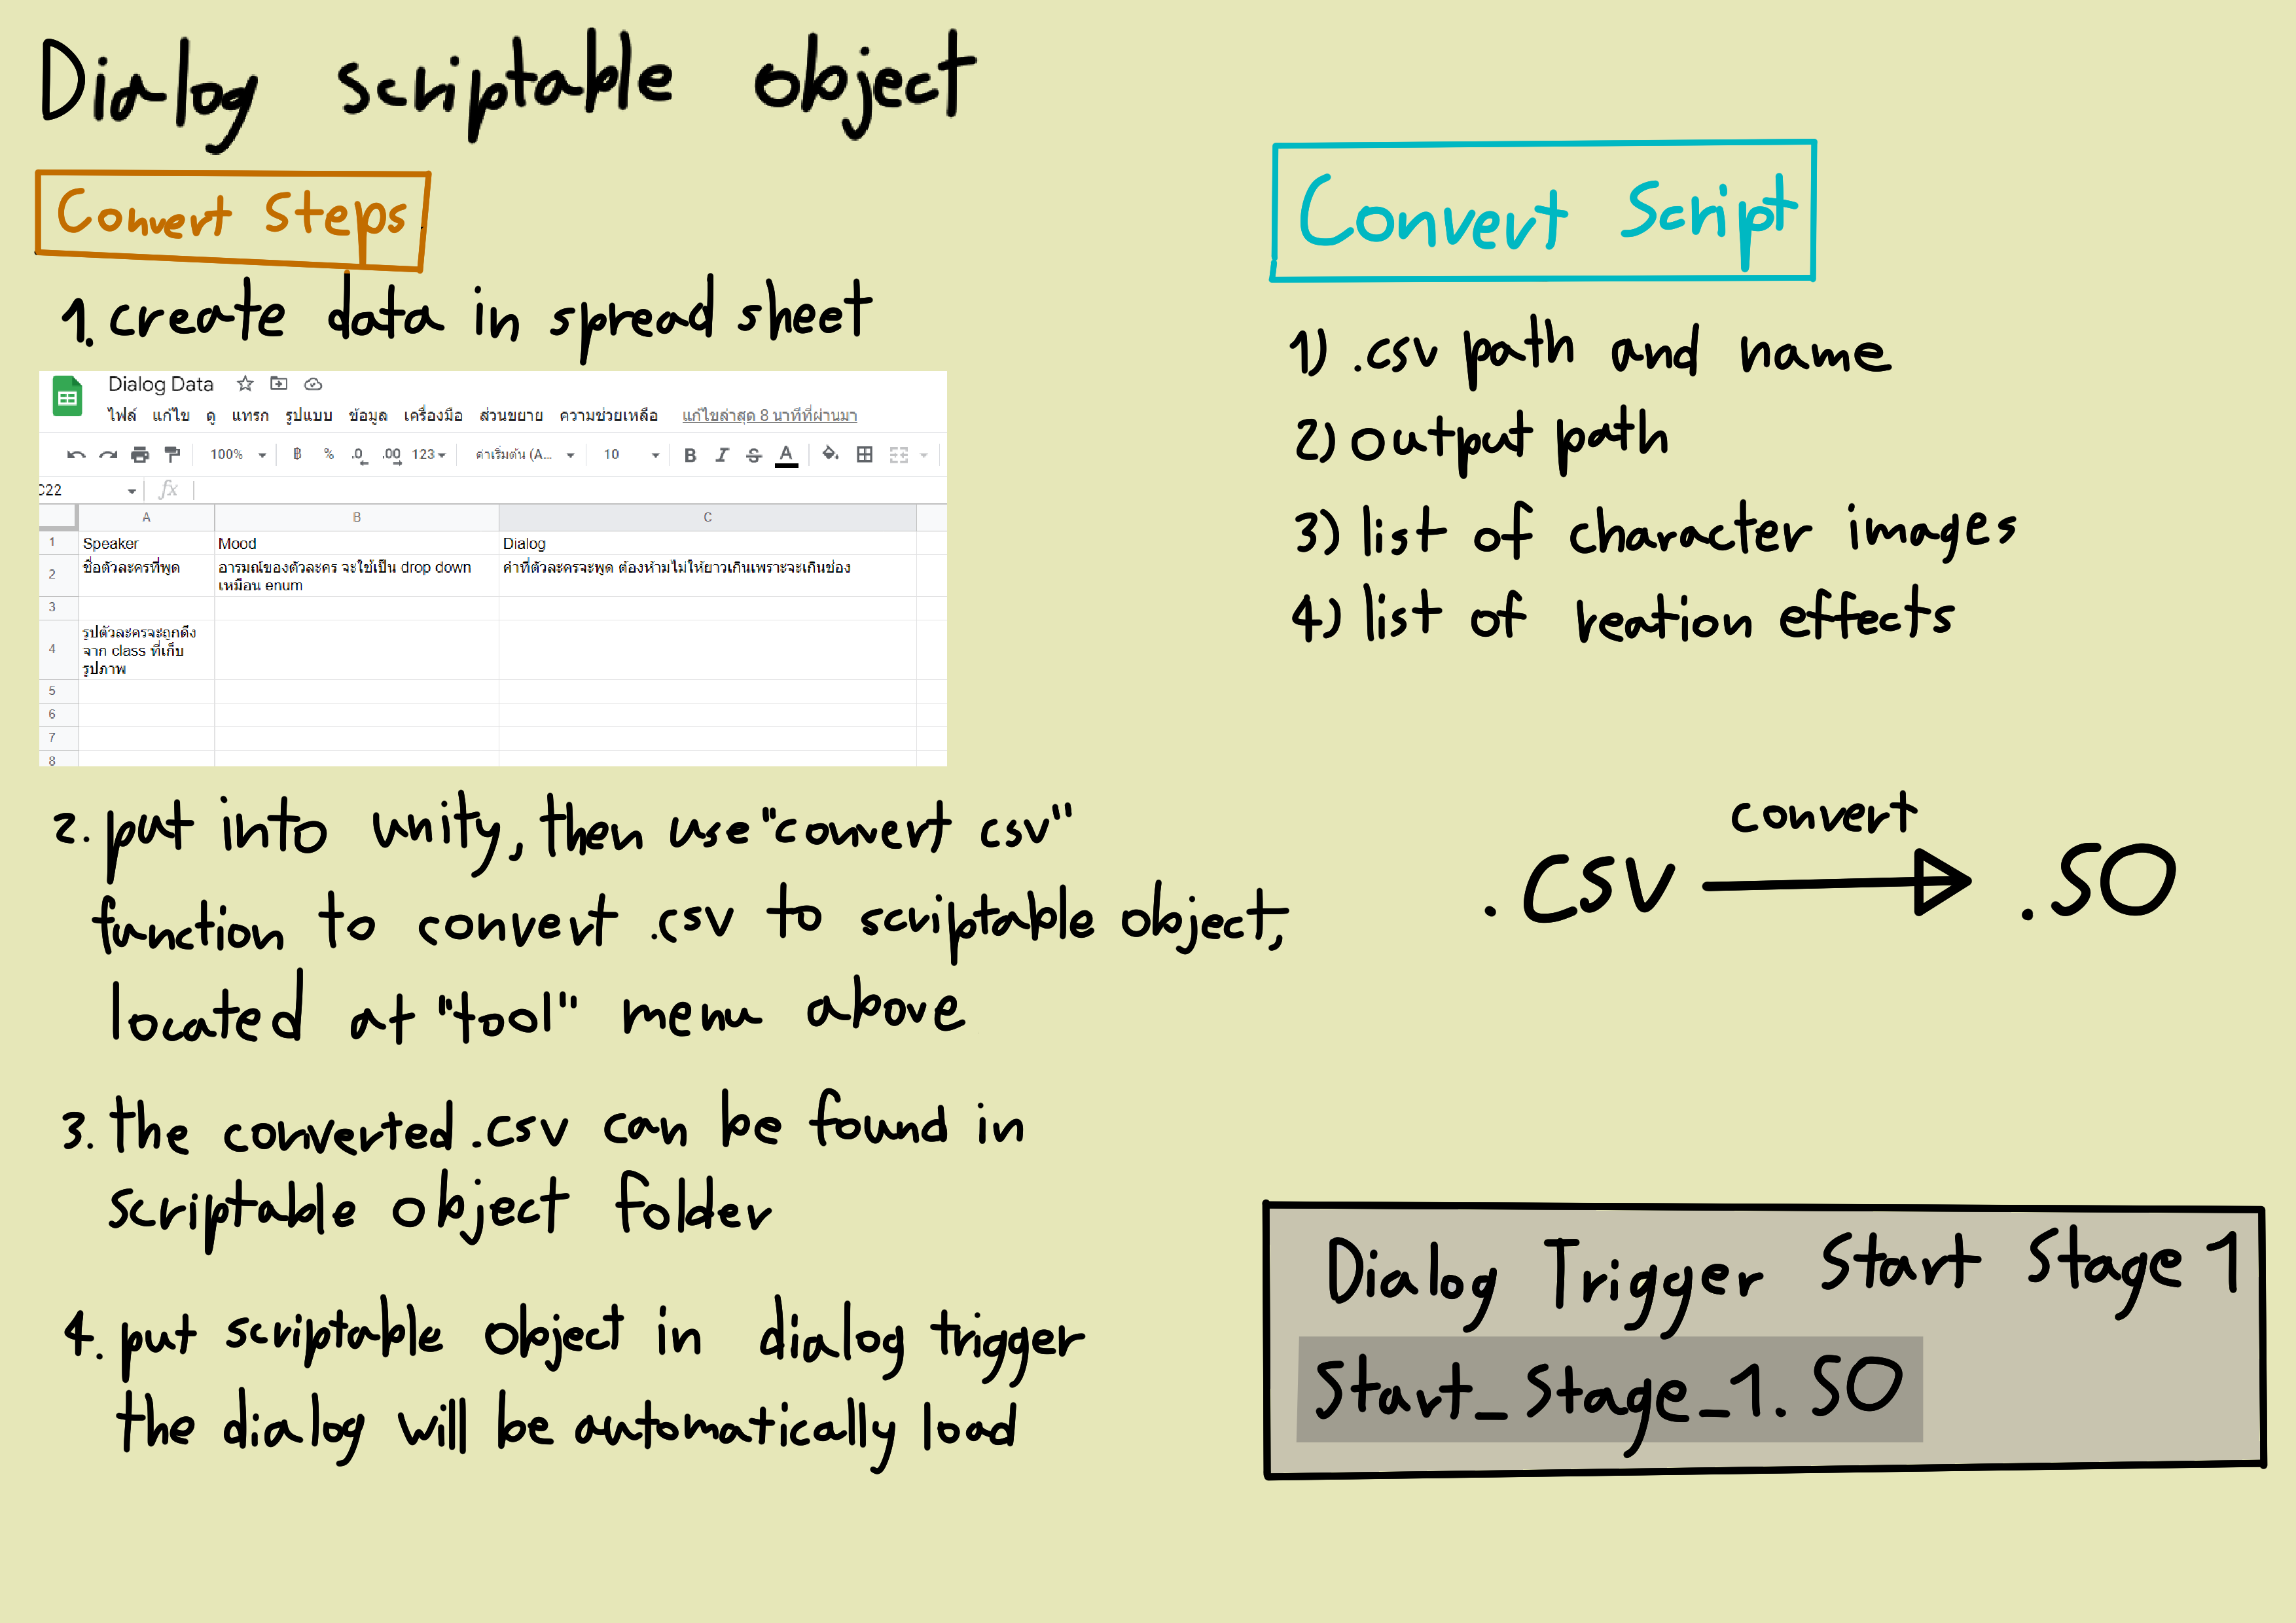 Dialog scriptable object
Convert Steps
1. create data in spread sheet
Dialog Data
ไฟล์ แก้ไข ดู แทรก รูปแบบ ข้อมูล เครื่องมือ ส่วนขยาย ความช่วยเหลือ แก้ไขล่าสุด 8 นาทีที่ผ่านมา
100% ฿ % .0 .00 123 ค่าเริ่มต้น (A... 10 B I S A
C22 fx
A B C
1 Speaker Mood Dialog
2 ชื่อตัวละครที่พูด อารมณ์ของตัวละคร จะใช้เป็น drop down คำที่ตัวละครจะพูด ต้องห้ามไม่ให้ยาวเกินเพราะจะเกินช่อง
เหมือน enum
3
รูปตัวละครจะถูกดึง
4 จาก class ที่เก็บ
รูปภาพ
5
6
7
8
2. put into unity, then use "convert csv"
function to convert .csv to scriptable object,
located at "tool" menu above
3. the converted .csv can be found in
scriptable object folder
4. put scriptable object in dialog trigger
the dialog will be automatically load
Convert Script
1) .csv path and name
2) output path
3) list of character images
4) list of reation effects
convert
.CSV .SO
Dialog Trigger Start Stage 1
Start_Stage_1.SO